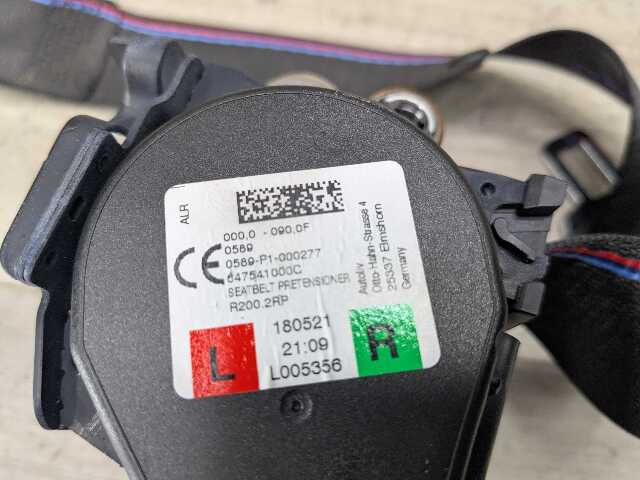 ALR
000,0 - 090,0F
0589
CE
0589-P1-000277
647541000C
SEATBELT PRETENSIONER
R200.2RP
Autoliv
Otto-Hahn-Strasse 4
25337 Elmshorn
Germany
L
180521
21:09
L005356
R